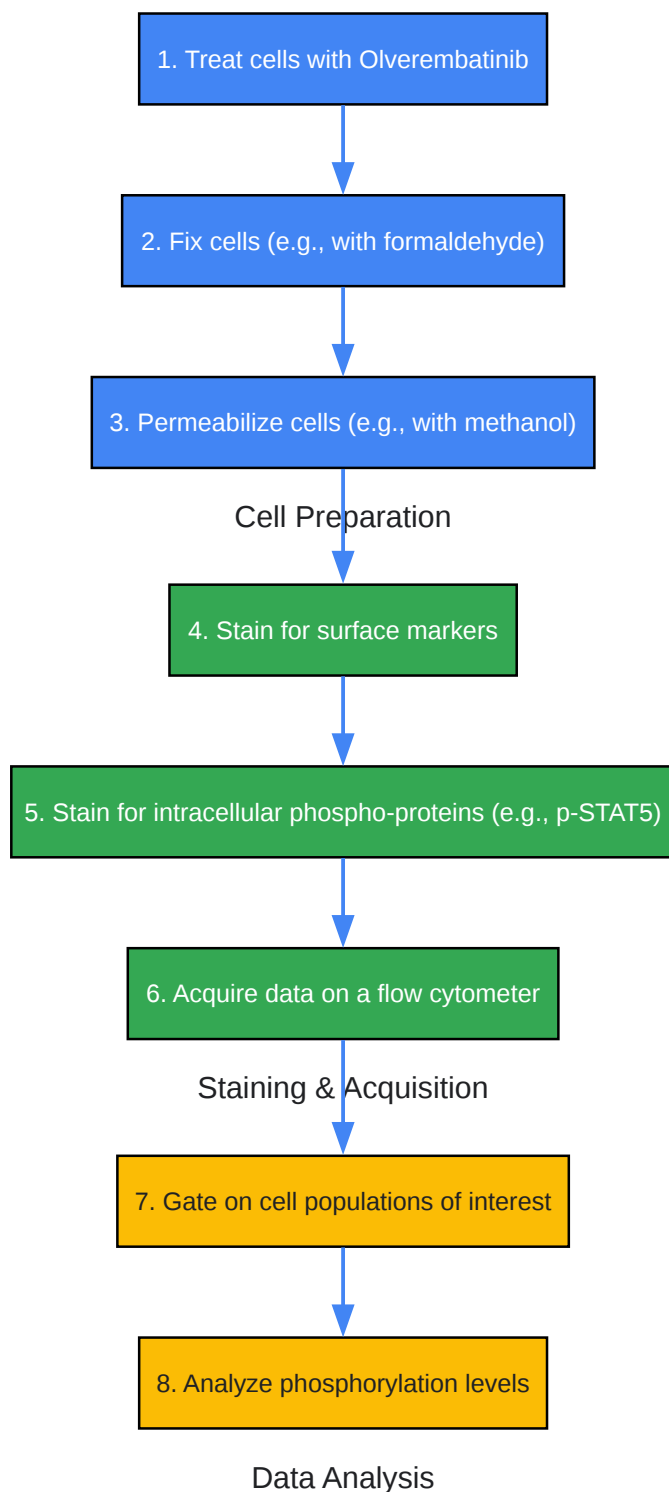 1. Treat cells with Olverembatinib
2. Fix cells (e.g., with formaldehyde)
3. Permeabilize cells (e.g., with methanol)
Cell Preparation
4. Stain for surface markers
5. Stain for intracellular phospho-proteins (e.g., p-STAT5)
6. Acquire data on a flow cytometer
Staining & Acquisition
7. Gate on cell populations of interest
8. Analyze phosphorylation levels
Data Analysis